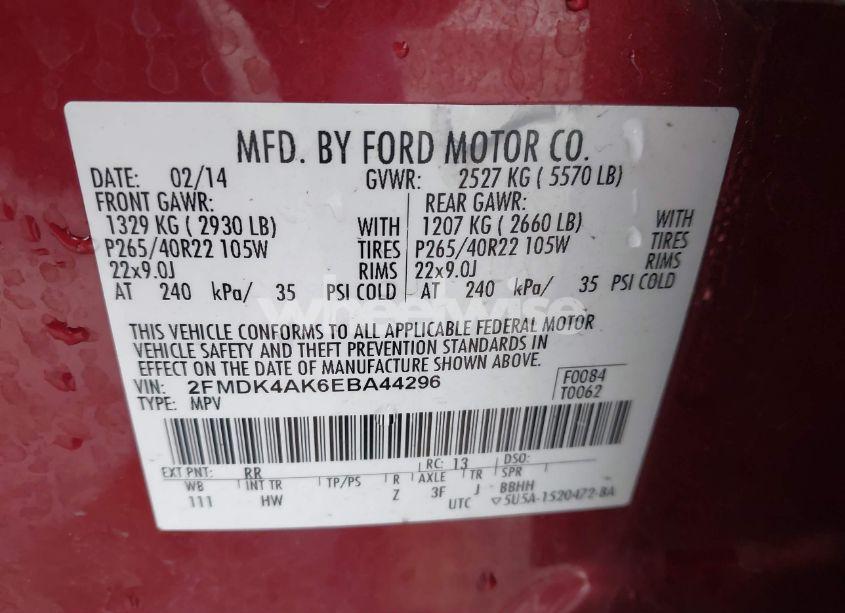 MFD. BY FORD MOTOR CO.
DATE: 02/14 GVWR: 2527 KG ( 5570 LB)
FRONT GAWR: REAR GAWR:
1329 KG ( 2930 LB) WITH 1207 KG ( 2660 LB) WITH
P265/40R22 105W TIRES P265/40R22 105W TIRES
22x9.0J RIMS 22x9.0J RIMS
AT 240 kPa/ 35 PSI COLD AT 240 kPa/ 35 PSI COLD
wheelwise
THIS VEHICLE CONFORMS TO ALL APPLICABLE FEDERAL MOTOR
VEHICLE SAFETY AND THEFT PREVENTION STANDARDS IN
EFFECT ON THE DATE OF MANUFACTURE SHOWN ABOVE.
VIN: 2FMDK4AK6EBA44296 F0084
TYPE: MPV T0062
EXT PNT: RR RC: 13 DSO:
WB INT TR TP/PS R AXLE TR SPR
111 HW Z 3F J BBHH
UTC ▽5U5A-1520472-BA